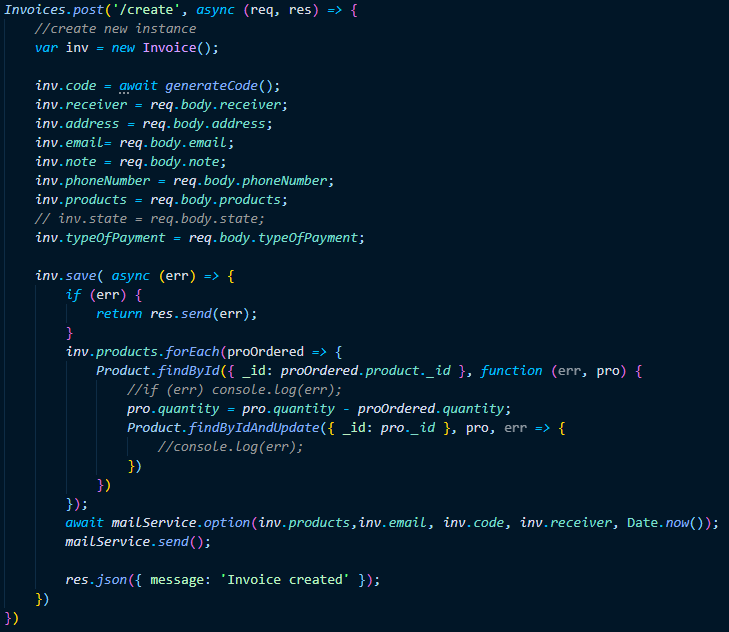 Invoices.post('/create', async (req, res) => {
    //create new instance
    var inv = new Invoice();

    inv.code = await generateCode();
    inv.receiver = req.body.receiver;
    inv.address = req.body.address;
    inv.email= req.body.email;
    inv.note = req.body.note;
    inv.phoneNumber = req.body.phoneNumber;
    inv.products = req.body.products;
    // inv.state = req.body.state;
    inv.typeOfPayment = req.body.typeOfPayment;

    inv.save( async (err) => {
        if (err) {
            return res.send(err);
        }
        inv.products.forEach(proOrdered => {
            Product.findById({ _id: proOrdered.product._id }, function (err, pro) {
                //if (err) console.log(err);
                pro.quantity = pro.quantity - proOrdered.quantity;
                Product.findByIdAndUpdate({ _id: pro._id }, pro, err => {
                    //console.log(err);
                })
            })
        });
        await mailService.option(inv.products,inv.email, inv.code, inv.receiver, Date.now());
        mailService.send();

        res.json({ message: 'Invoice created' });
    })
})